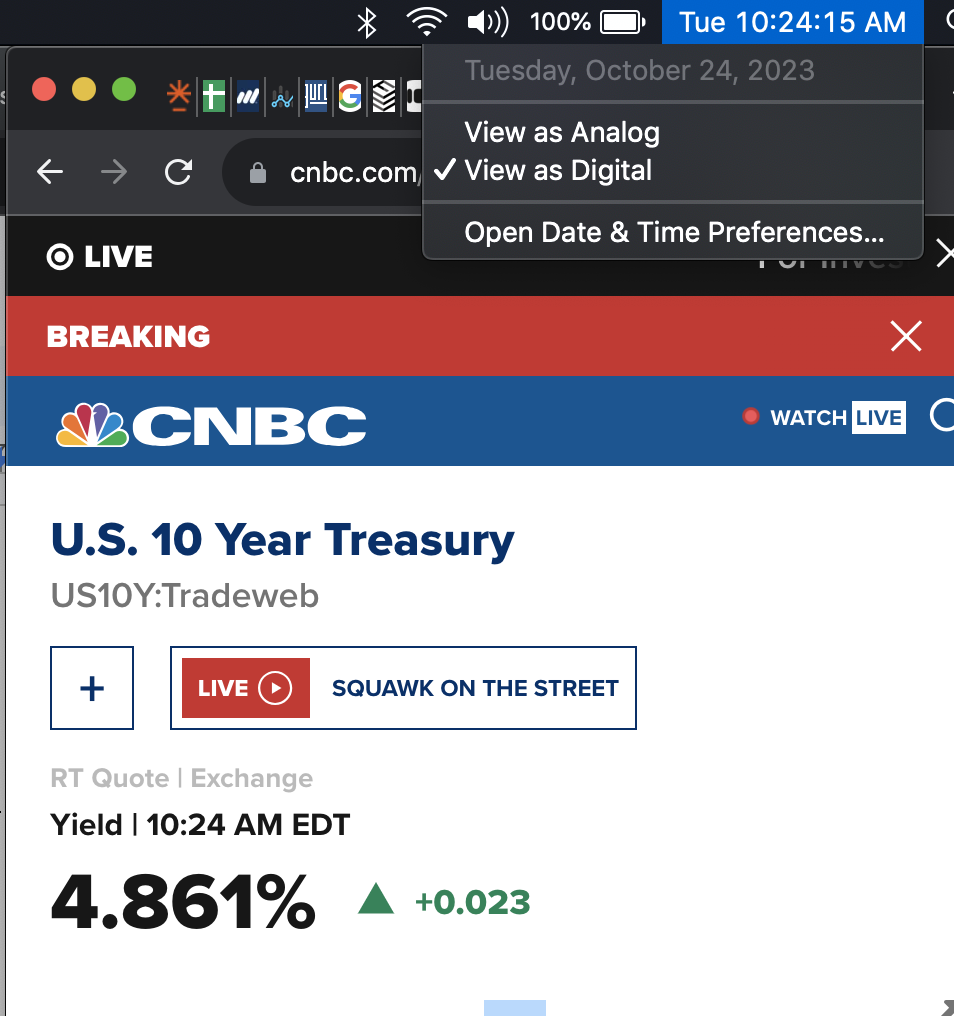 100% Tue 10:24:15 AM
Tuesday, October 24, 2023
View as Analog
cnbc.com/
✓ View as Digital
Open Date & Time Preferences...
LIVE
BREAKING
CNBC
WATCH LIVE
U.S. 10 Year Treasury
US10Y:Tradeweb
+
LIVE SQUAWK ON THE STREET
RT Quote | Exchange
Yield | 10:24 AM EDT
4.861% ▲ +0.023